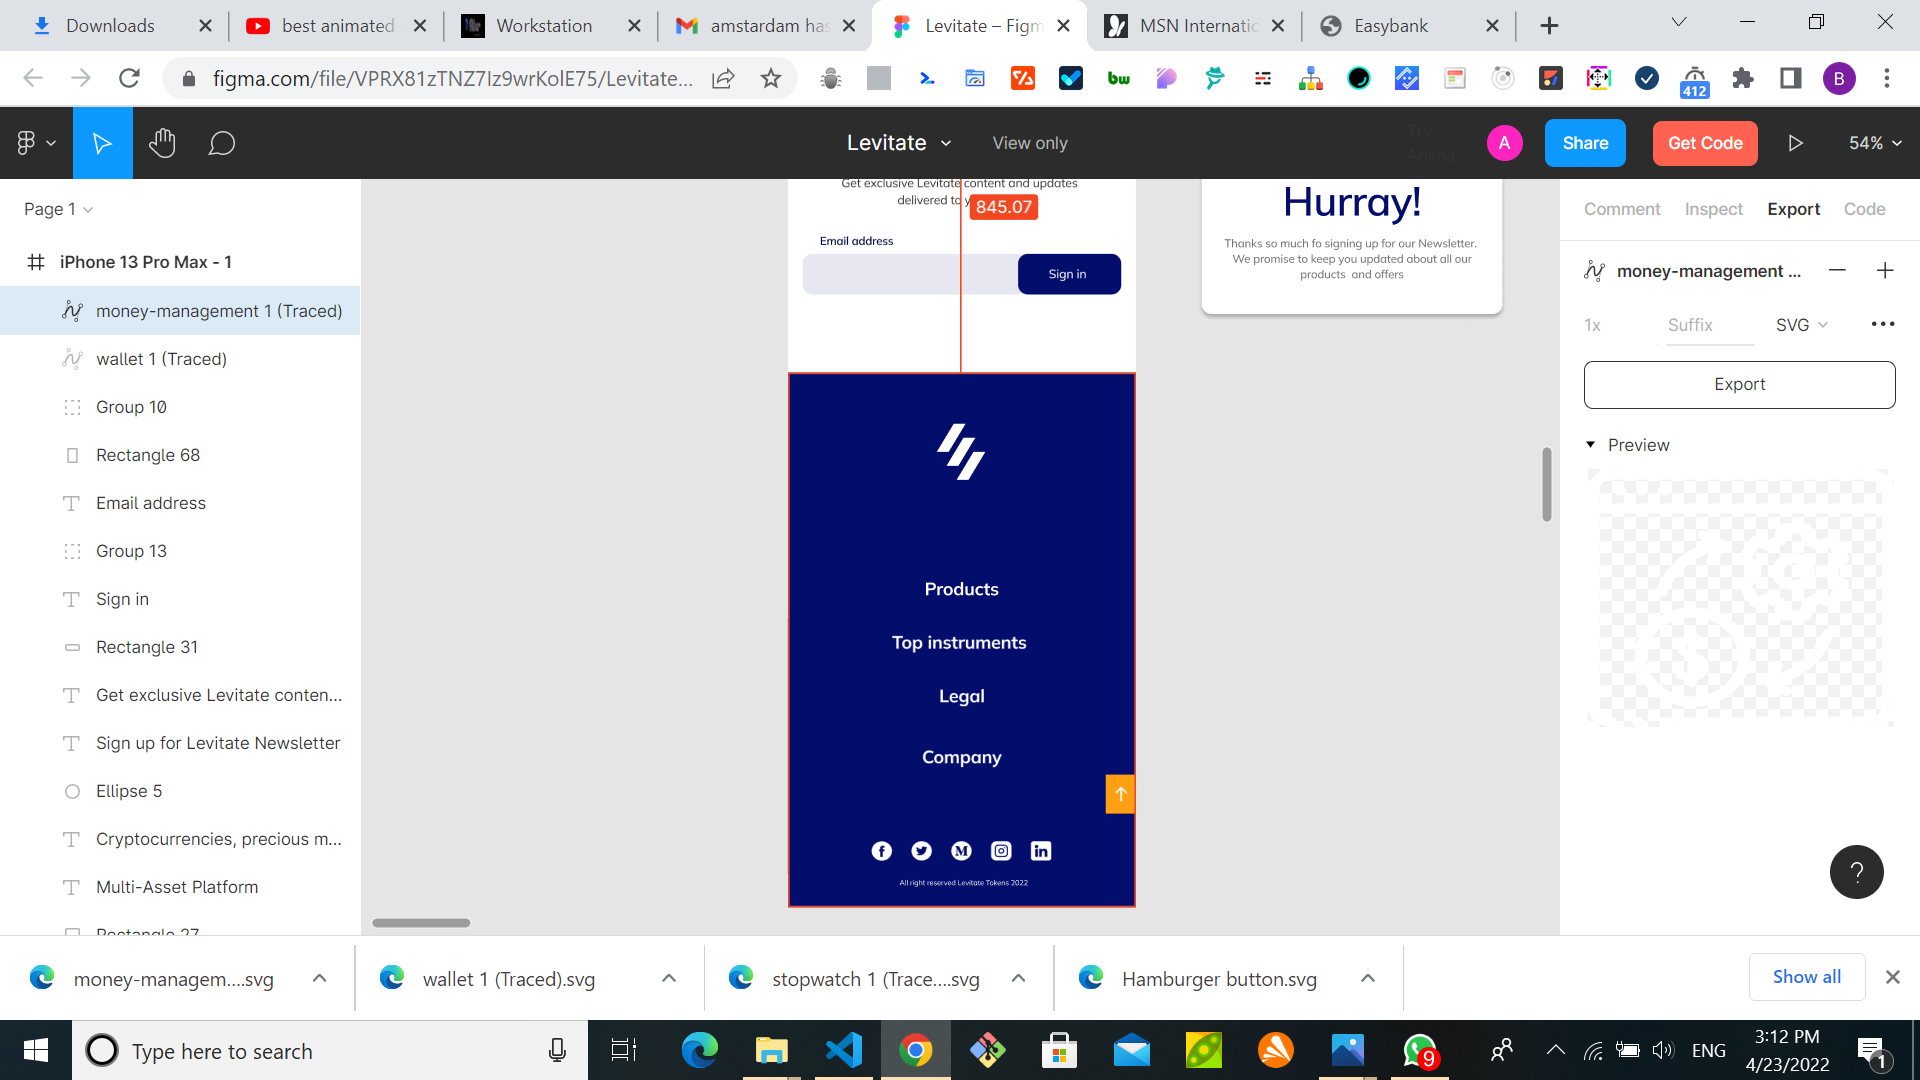 Downloads
best animated
Workstation
amstardam has
Levitate – Figm
MSN Internatic
Easybank
figma.com/file/VPRX81zTNZ7Iz9wrKolE75/Levitate...
bw
412
B
Levitate
View only
Try
Anima
A
Share
Get Code
54%
Page 1
iPhone 13 Pro Max - 1
money-management 1 (Traced)
wallet 1 (Traced)
Group 10
Rectangle 68
Email address
Group 13
Sign in
Rectangle 31
Get exclusive Levitate conten...
Sign up for Levitate Newsletter
Ellipse 5
Cryptocurrencies, precious m...
Multi-Asset Platform
Rectangle 27
Get exclusive Levitate content and updates
delivered to y
845.07
Email address
Sign in
Products
Top instruments
Legal
Company
All right reserved Levitate Tokens 2022
Hurray!
Thanks so much fo signing up for our Newsletter.
We promise to keep you updated about all our
products and offers
Comment
Inspect
Export
Code
money-management ...
1x
Suffix
SVG
Export
Preview
?
money-managem....svg
wallet 1 (Traced).svg
stopwatch 1 (Trace....svg
Hamburger button.svg
Show all
Type here to search
9
ENG
3:12 PM
4/23/2022
1